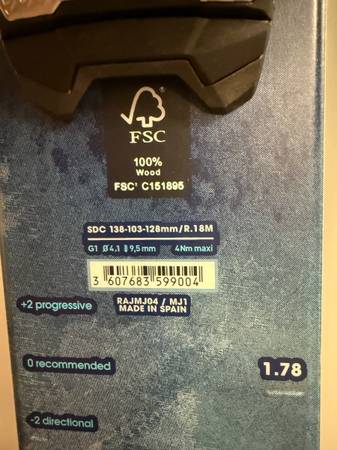 FSC
100%
Wood
FSC® C151895
SDC 138-103-128mm/R.18M
G1 Ø4,1 9,5mm 4Nm maxi
3 607683 599004
RAJMJ04 / MJ1
MADE IN SPAIN
+2 progressive
0 recommended
1.78
-2 directional